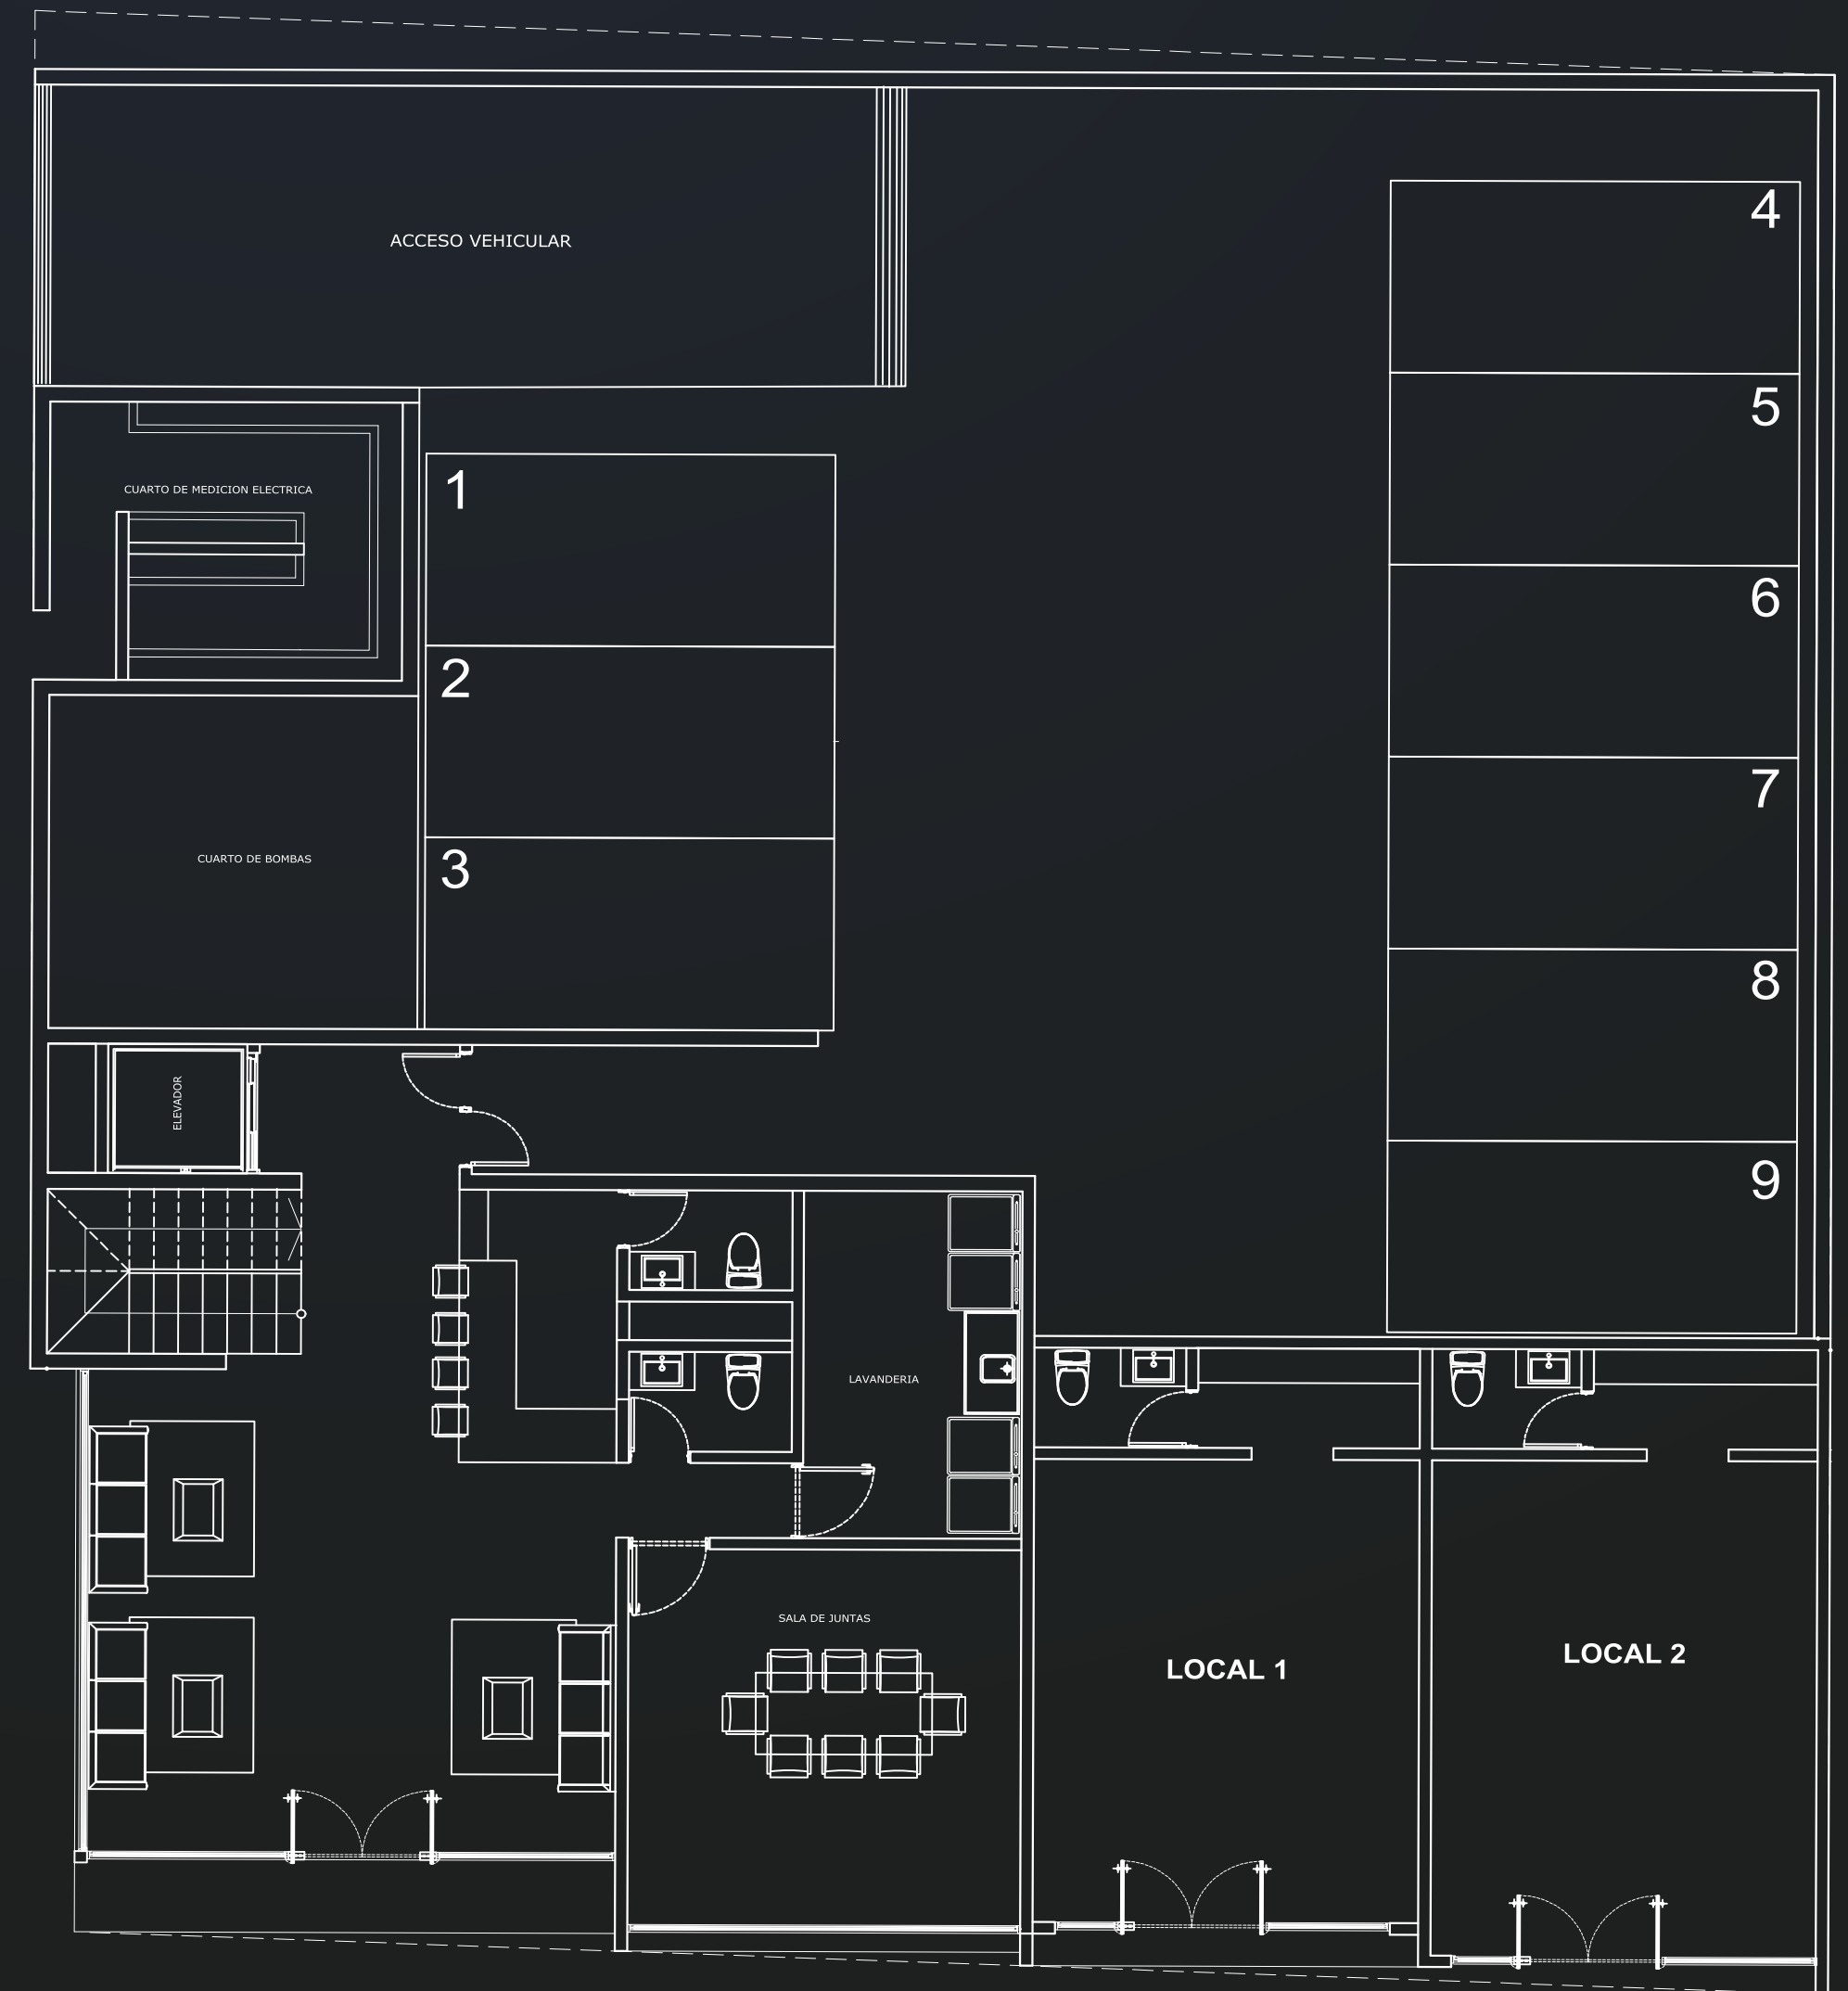 ACCESO VEHICULAR
4
5
CUARTO DE MEDICION ELECTRICA
1
6
2
7
CUARTO DE BOMBAS
3
8
ELEVADOR
9
LAVANDERIA
SALA DE JUNTAS
LOCAL 1
LOCAL 2